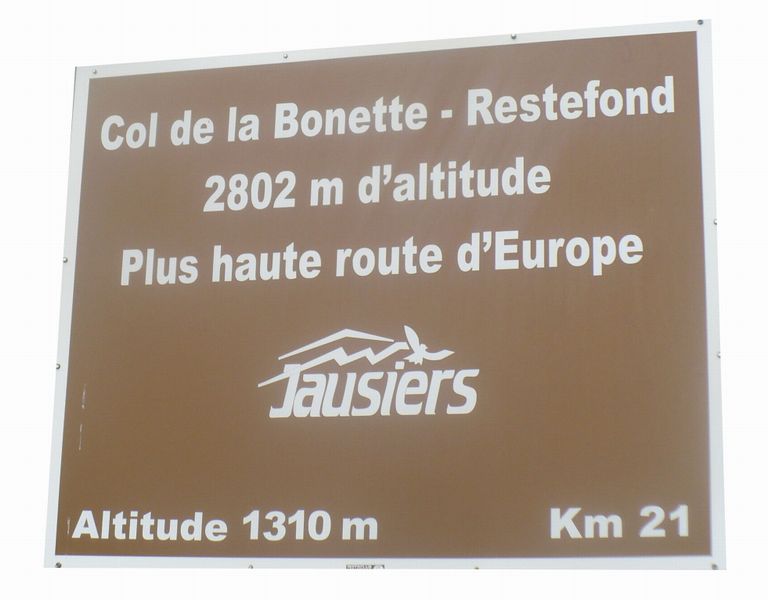 Col de la Bonette - Restefond
2802 m d'altitude
Plus haute route d'Europe
Jausiers
Altitude 1310 m
Km 21